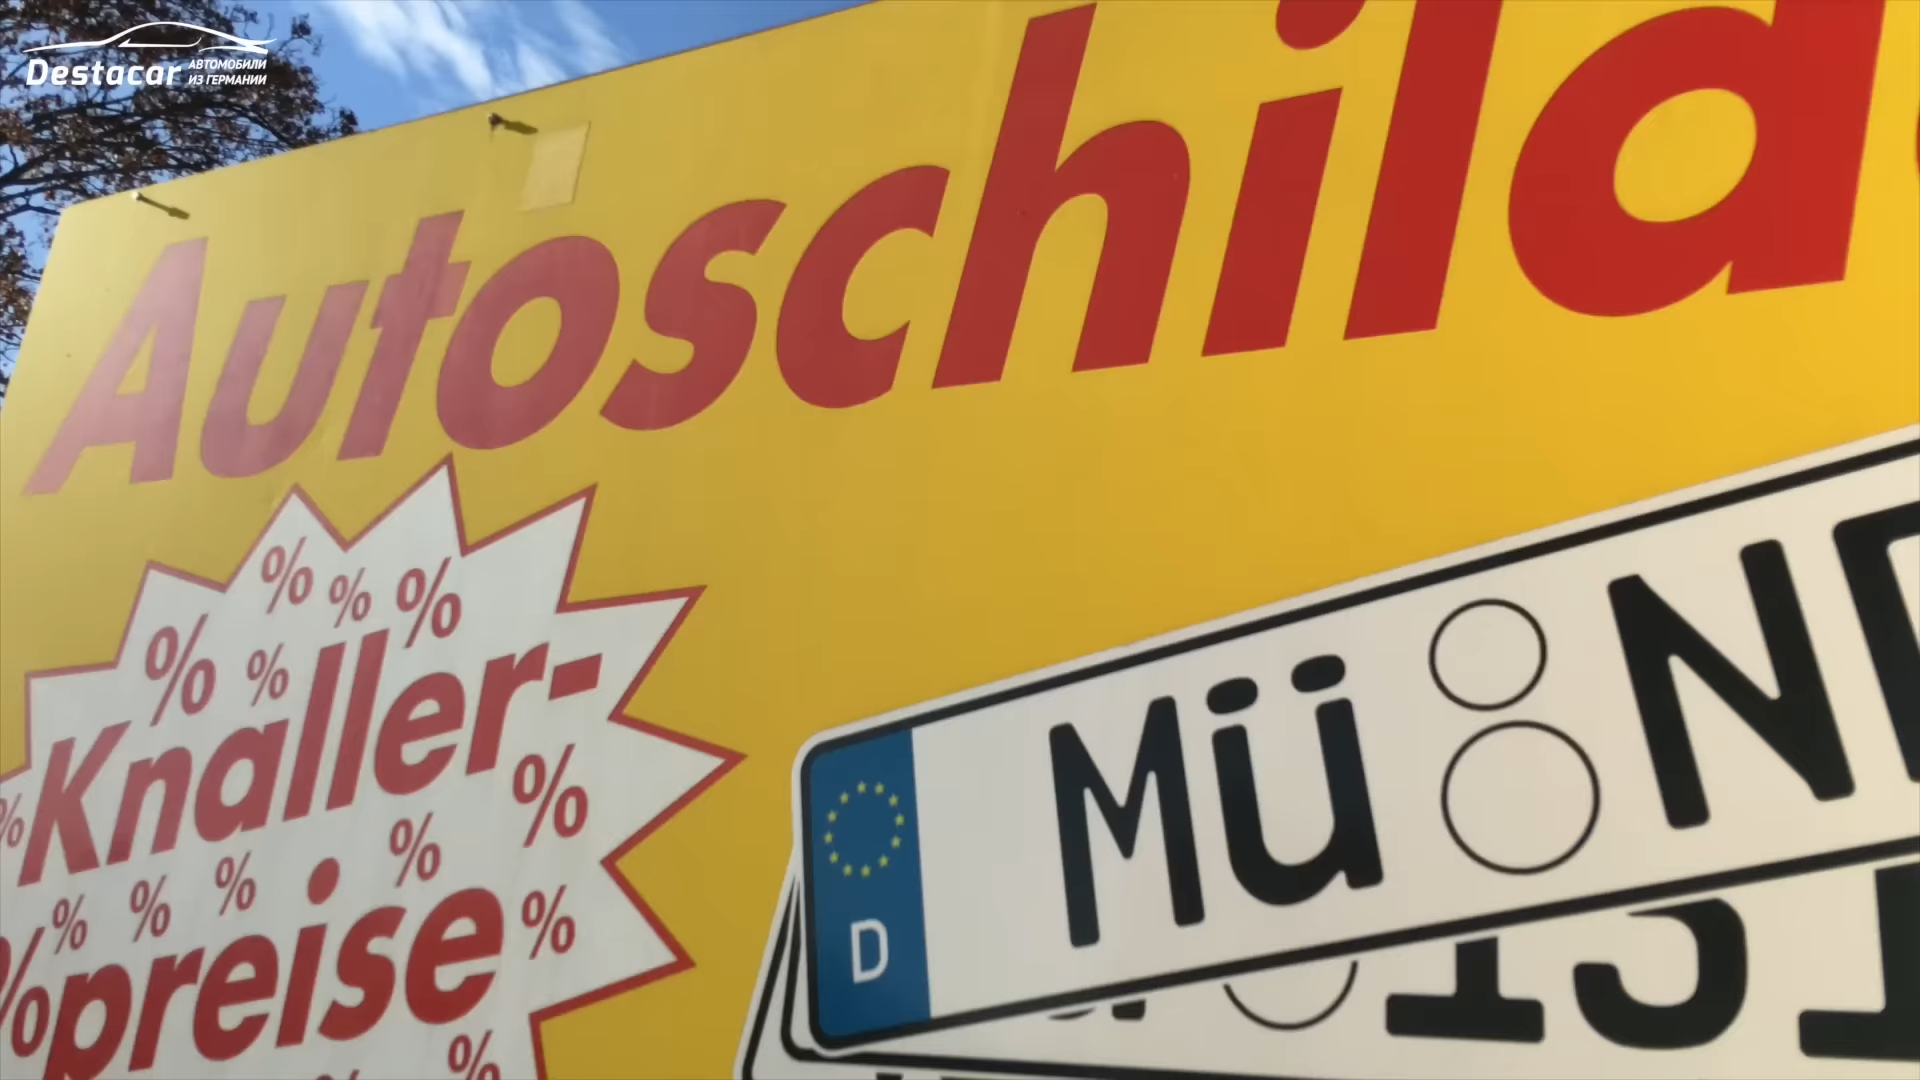 Destacar АВТОМОБИЛИ
ИЗ ГЕРМАНИИ
Autoschild
% % %
% %
Knaller-
%
% % % %
preise %
%
Mü N
D